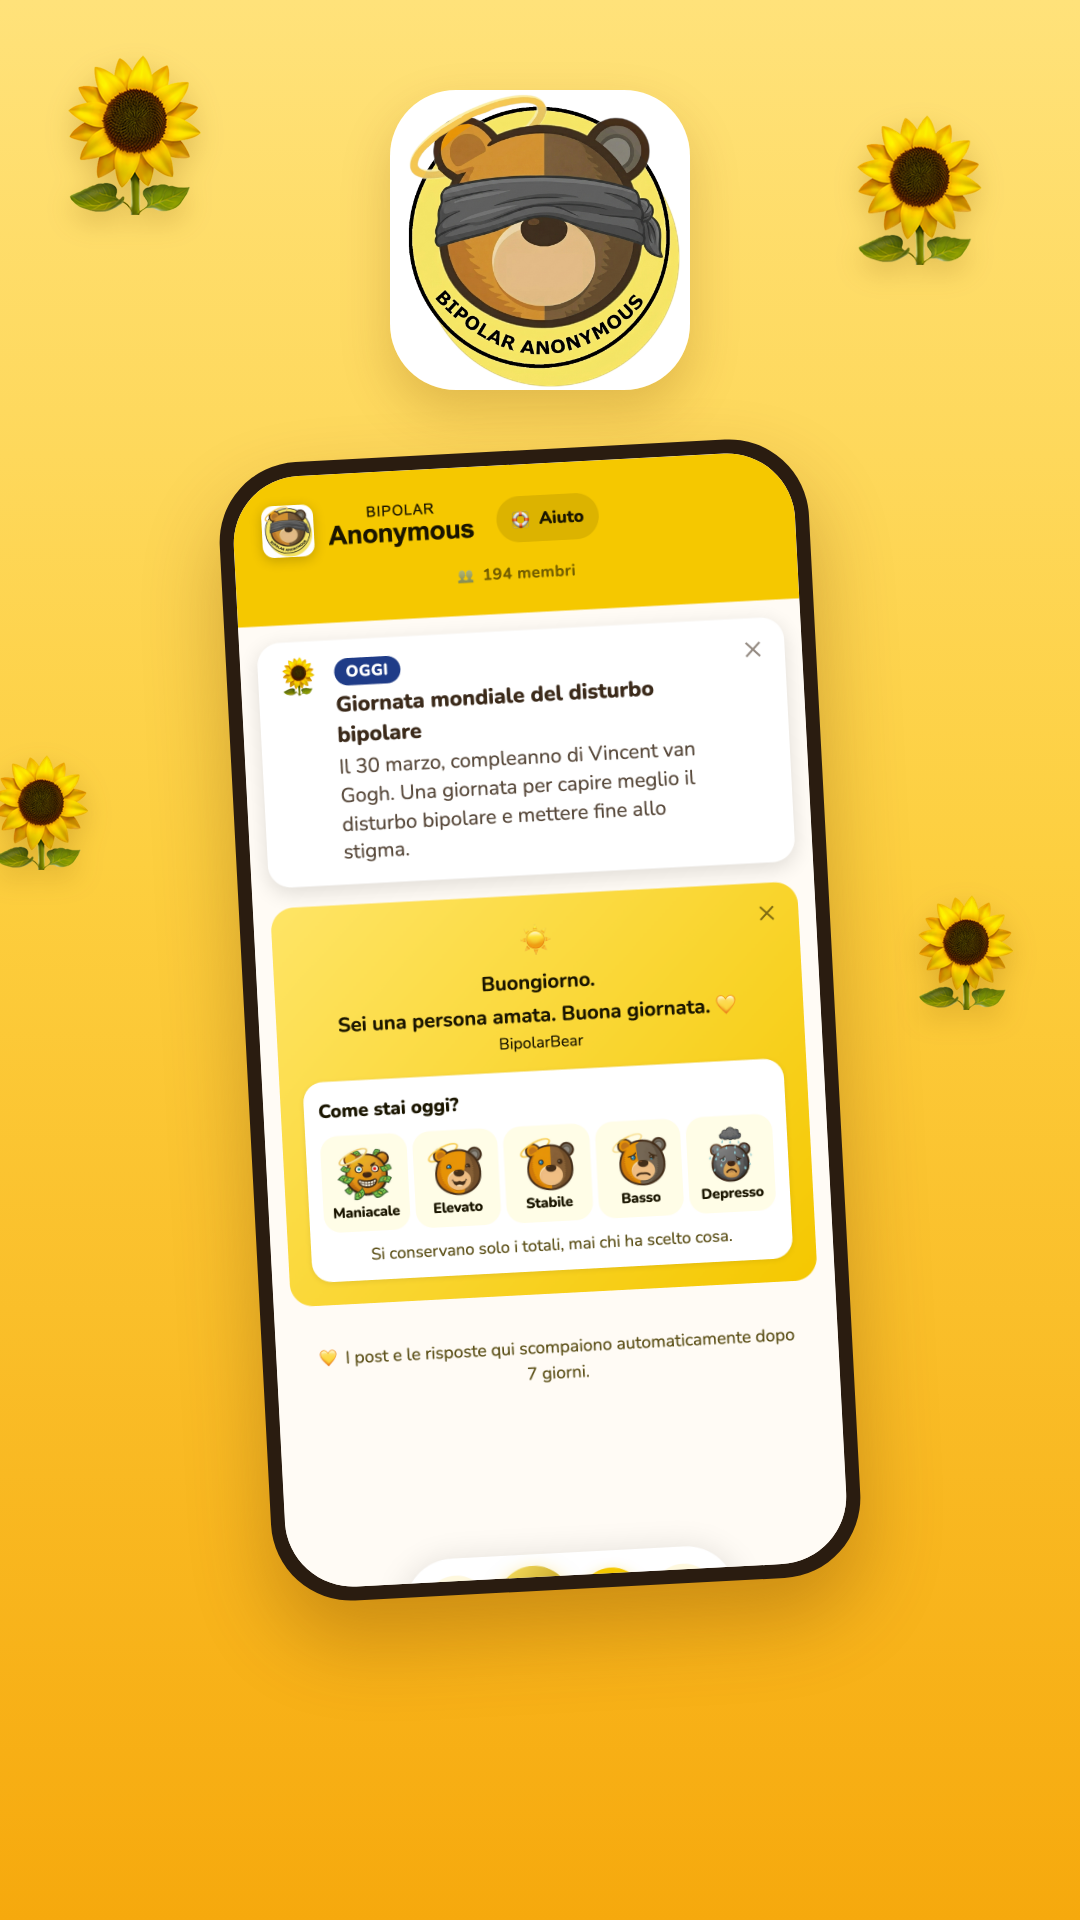 BIPOLAR ANONYMOUS
BIPOLAR
Anonymous
Aiuto
194 membri
OGGI
Giornata mondiale del disturbo
bipolare
Il 30 marzo, compleanno di Vincent van
Gogh. Una giornata per capire meglio il
disturbo bipolare e mettere fine allo
stigma.
Buongiorno.
Sei una persona amata. Buona giornata. 💛
BipolarBear
Come stai oggi?
Maniacale
Elevato
Stabile
Basso
Depresso
Si conservano solo i totali, mai chi ha scelto cosa.
💛 I post e le risposte qui scompaiono automaticamente dopo
7 giorni.